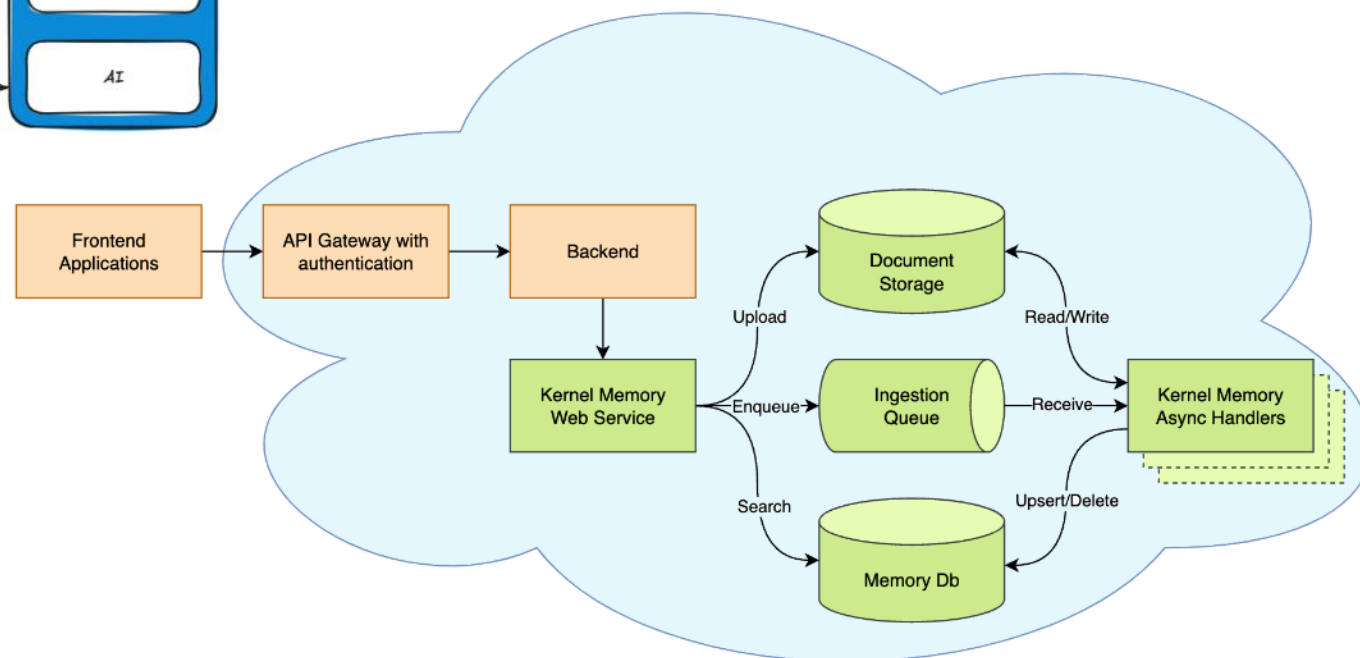 AI
Frontend
Applications
API Gateway with
authentication
Backend
Document
Storage
Upload
Read/Write
Kernel Memory
Web Service
Enqueue
Ingestion
Queue
Receive
Kernel Memory
Async Handlers
Search
Upsert/Delete
Memory Db